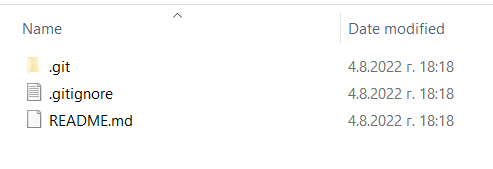 Name Date modified
.git 4.8.2022 г. 18:18
.gitignore 4.8.2022 г. 18:18
README.md 4.8.2022 г. 18:18